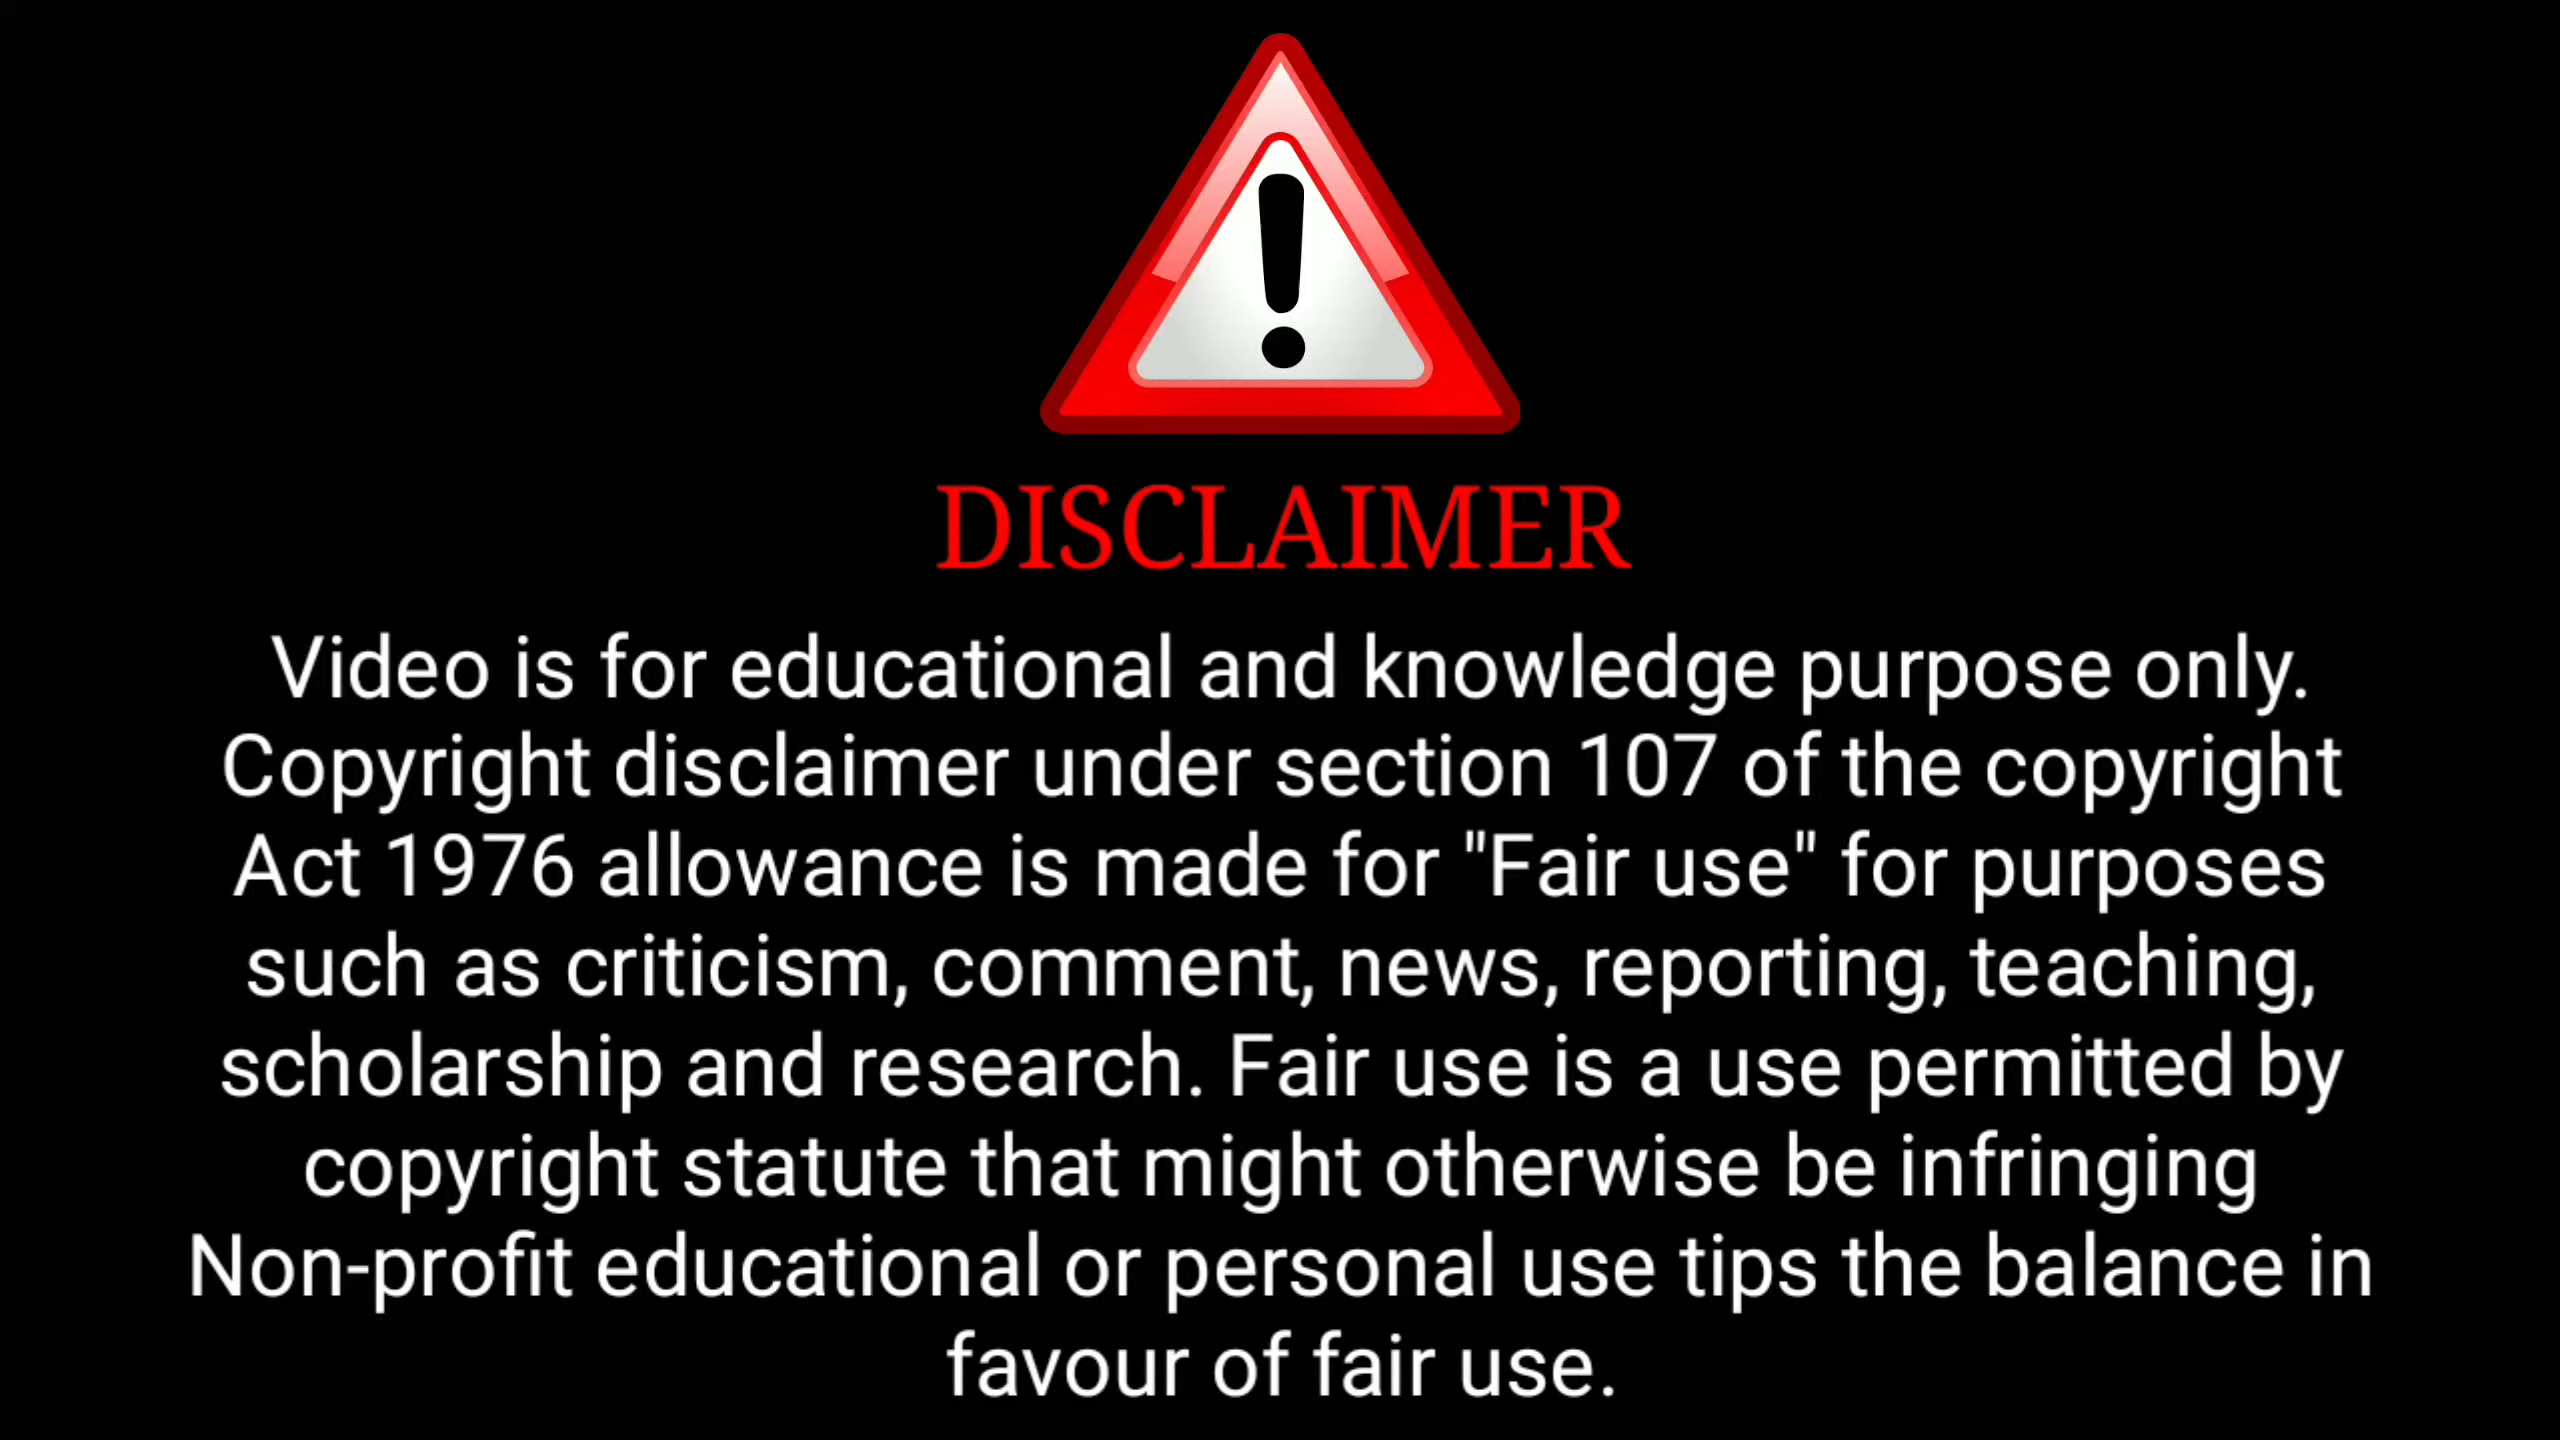 DISCLAIMER
Video is for educational and knowledge purpose only.
Copyright disclaimer under section 107 of the copyright
Act 1976 allowance is made for "Fair use" for purposes
such as criticism, comment, news, reporting, teaching,
scholarship and research. Fair use is a use permitted by
copyright statute that might otherwise be infringing
Non-profit educational or personal use tips the balance in
favour of fair use.